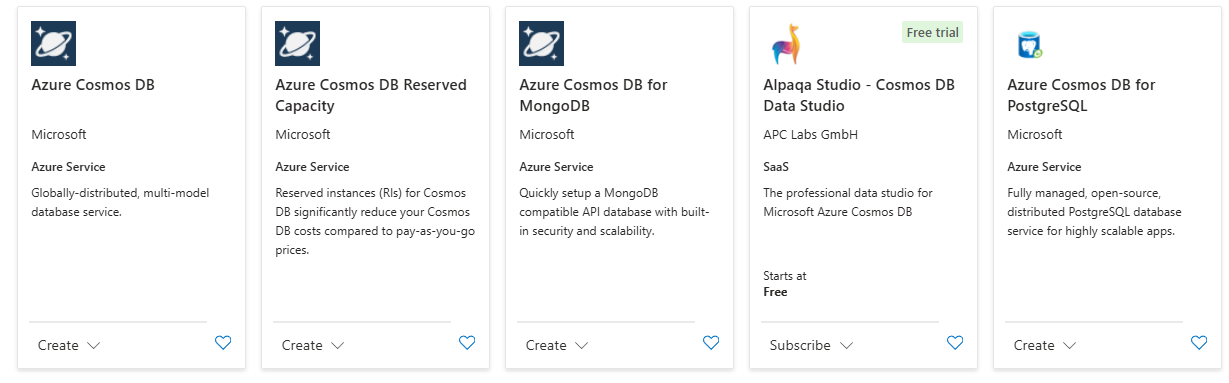 Azure Cosmos DB
Microsoft
Azure Service
Globally-distributed, multi-model
database service.
Create
Azure Cosmos DB Reserved
Capacity
Microsoft
Azure Service
Reserved instances (RIs) for Cosmos
DB significantly reduce your Cosmos
DB costs compared to pay-as-you-go
prices.
Create
Azure Cosmos DB for
MongoDB
Microsoft
Azure Service
Quickly setup a MongoDB
compatible API database with built-
in security and scalability.
Create
Free trial
Alpaqa Studio - Cosmos DB
Data Studio
APC Labs GmbH
SaaS
The professional data studio for
Microsoft Azure Cosmos DB
Starts at
Free
Subscribe
Azure Cosmos DB for
PostgreSQL
Microsoft
Azure Service
Fully managed, open-source,
distributed PostgreSQL database
service for highly scalable apps.
Create